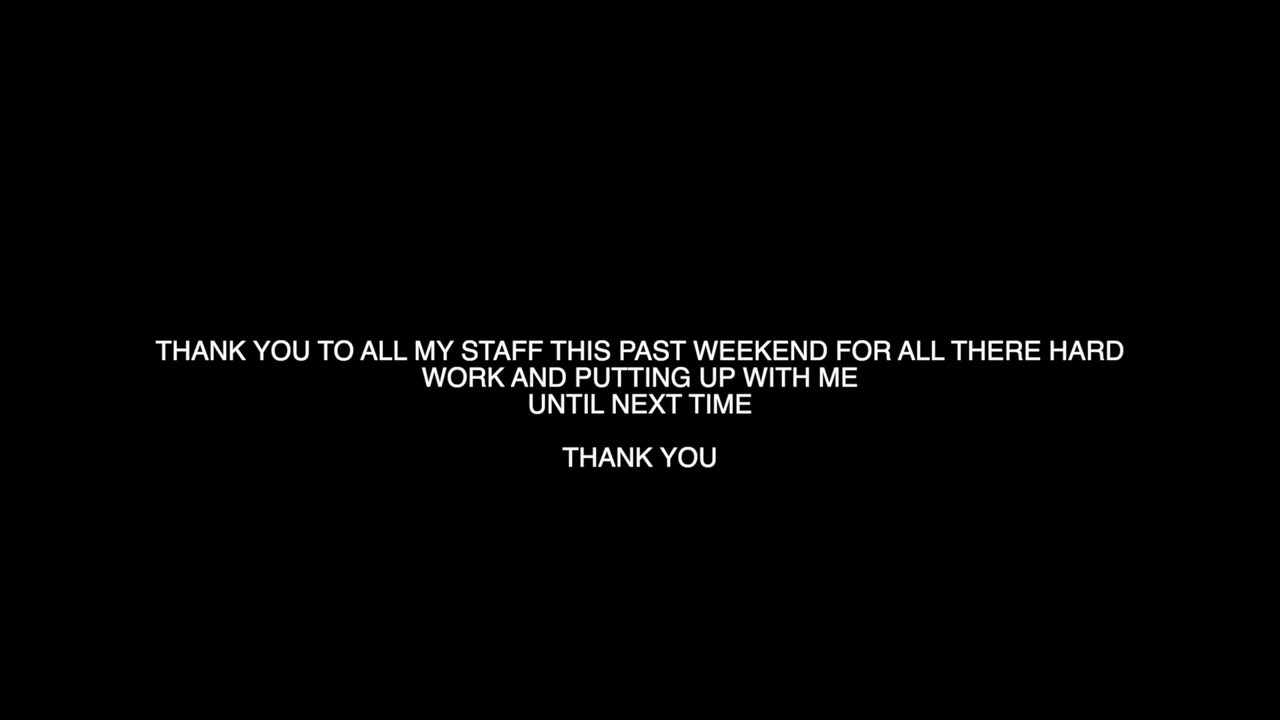 THANK YOU TO ALL MY STAFF THIS PAST WEEKEND FOR ALL THERE HARD
WORK AND PUTTING UP WITH ME
UNTIL NEXT TIME
THANK YOU